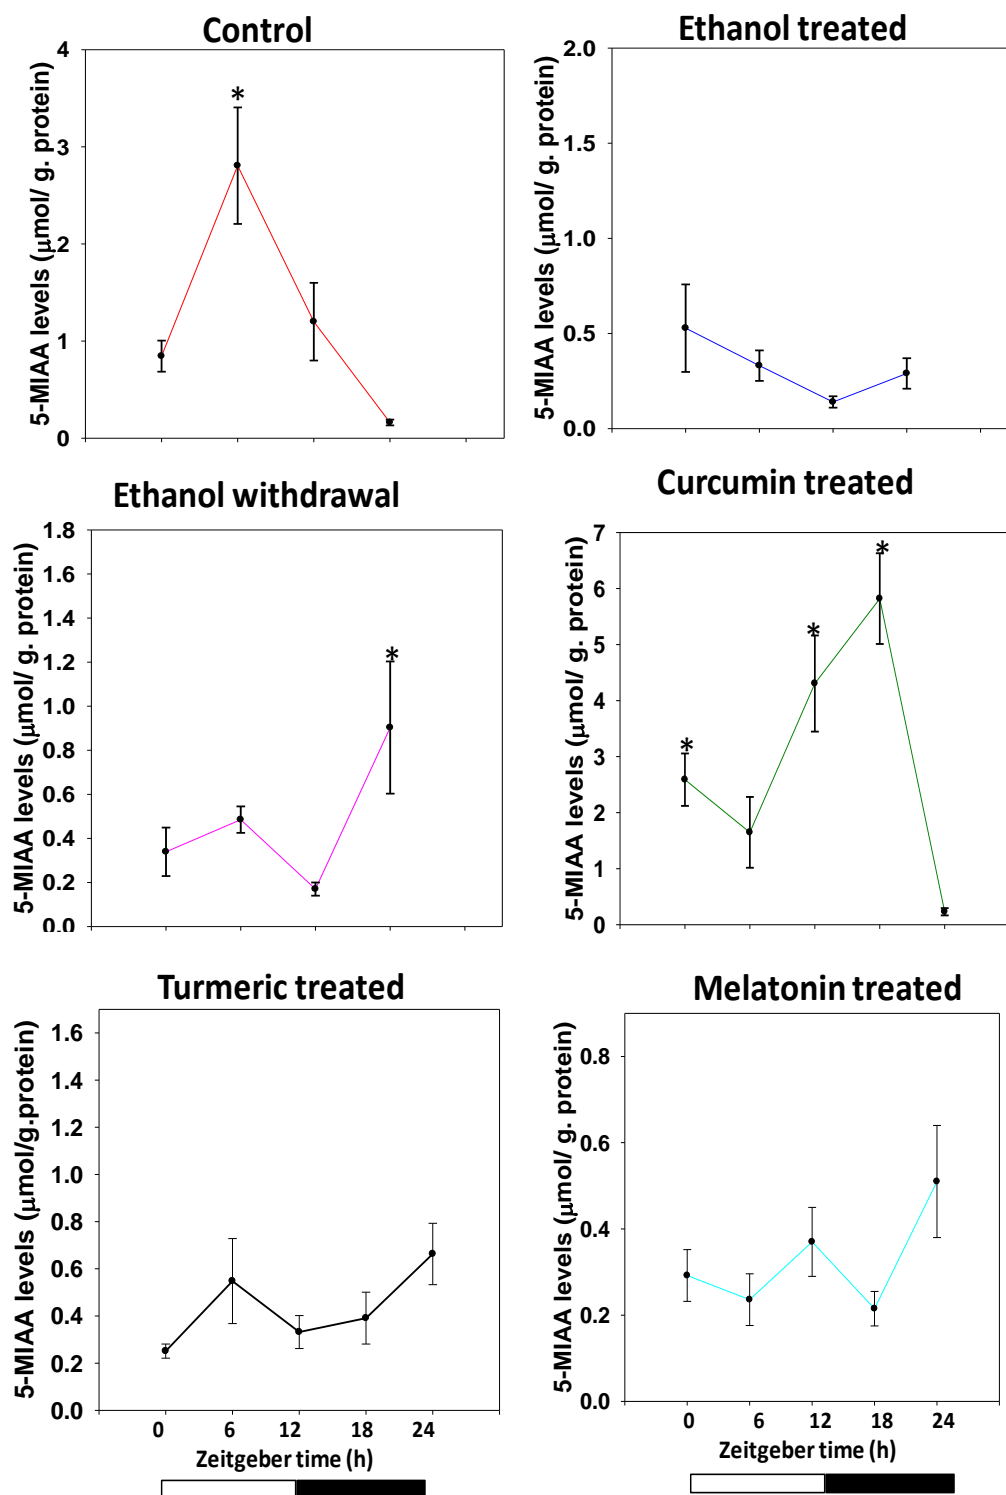 Control
4
3
2
1
0
5-MIAA levels (μmol/ g. protein)
*
Ethanol treated
2.0
1.5
1.0
0.5
0.0
5-MIAA levels (μmol/ g. protein)
Ethanol withdrawal
1.8
1.6
1.4
1.2
1.0
0.8
0.6
0.4
0.2
0.0
5-MIAA levels (μmol/ g. protein)
*
Curcumin treated
7
6
5
4
3
2
1
0
5-MIAA levels (μmol/ g. protein)
*
*
*
Turmeric treated
1.6
1.4
1.2
1.0
0.8
0.6
0.4
0.2
0.0
5-MIAA levels (μmol/g.protein)
0 6 12 18 24
Zeitgeber time (h)
Melatonin treated
0.8
0.6
0.4
0.2
0.0
5-MIAA levels (μmol/ g. protein)
0 6 12 18 24
Zeitgeber time (h)